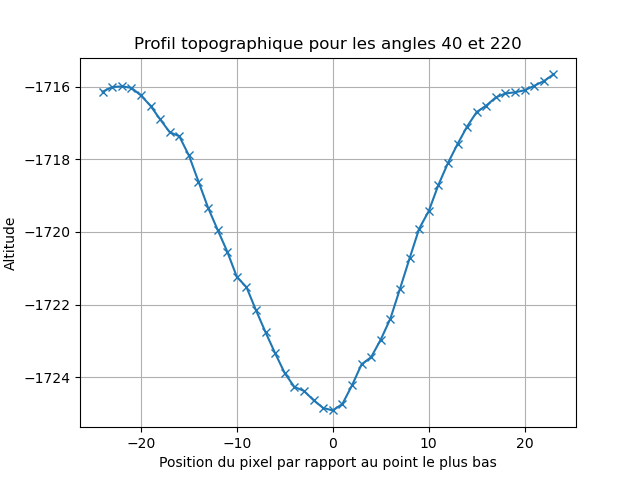 Profil topographique pour les angles 40 et 220
Altitude
−1716
−1718
−1720
−1722
−1724
−20 −10 0 10 20
Position du pixel par rapport au point le plus bas